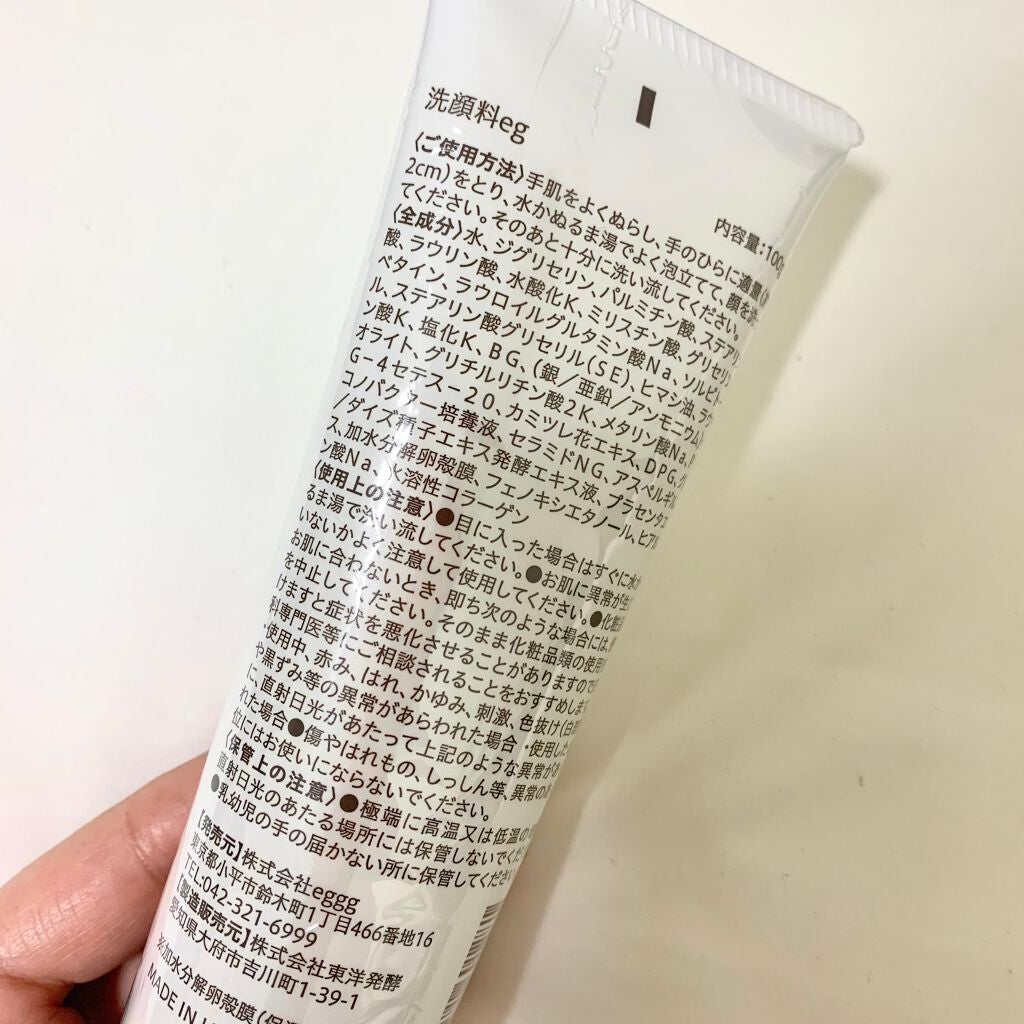 洗顔料eg
内容量：100g
〈ご使用方法〉手肌をよくぬらし、手のひらに適量（約
2cm）をとり、水かぬるま湯でよく泡立てて、顔を洗っ
てください。そのあと十分に洗い流してください。
〈全成分〉水、ジグリセリン、パルミチン酸、ステアリン
酸、ラウリン酸、水酸化K、ミリスチン酸、グリセリン
ベタイン、ラウロイルグルタミン酸Na、ソルビトー
ル、ステアリン酸グリセリル（SE）、ヒマシ油、ラウ
ン酸K、塩化K、BG、（銀／亜鉛／アンモニウム）
オライト、グリチルリチン酸2K、メタリン酸Na、
G－4セテス－20、カミツレ花エキス、DPG、
コノバクター培養液、セラミドNG、アスペルギル
／ダイズ種子エキス発酵エキス液、プラセンタエ
ス、加水分解卵殻膜、フェノキシエタノール、ヒアル
ン酸Na、水溶性コラーゲン
〈使用上の注意〉●目に入った場合はすぐに水か
るま湯で洗い流してください。●お肌に異常が生
いないかよく注意して使用してください。●化粧
お肌に合わないとき、即ち次のような場合には、使
を中止してください。そのまま化粧品類の使用
けますと症状を悪化させることがありますので
科専門医等にご相談されることをおすすめしま
・使用中、赤み、はれ、かゆみ、刺激、色抜け（白
や黒ずみ等の異常があらわれた場合・使用した
に、直射日光があたって上記のような異常が
れた場合●傷やはれもの、しっしん等、異常のあ
位にはお使いにならないでください。
〈保管上の注意〉●極端に高温又は低温の
直射日光のあたる場所には保管しないでくだ
●乳幼児の手の届かない所に保管してください
【発売元】株式会社eggg
東京都小平市鈴木町1丁目466番地16
TEL.042-321-6999
【製造販売元】株式会社東洋発酵
愛知県大府市吉川町1-39-1
※加水分解卵殻膜（保
MADE IN